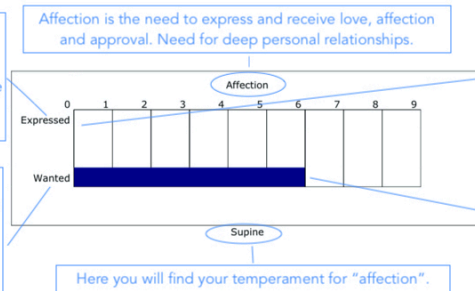 Affection is the need to express and receive love, affection
and approval. Need for deep personal relationships.
Affection
0 1 2 3 4 5 6 7 8 9
Expressed
Wanted
Supine
Here you will find your temperament for “affection”.